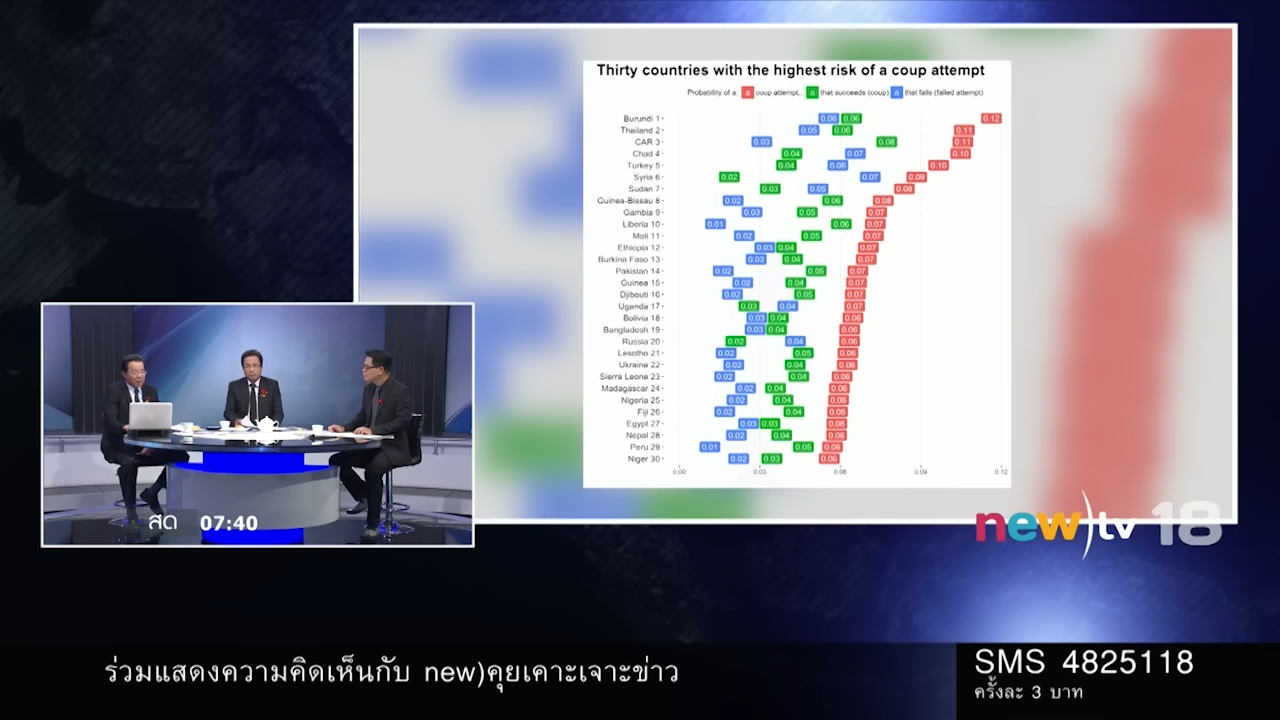 Thirty countries with the highest risk of a coup attempt
Probability of a: a coup attempt... a that succeeds (coup) a that fails (failed attempt)
Burundi 1 0.06 0.06 0.12
Thailand 2 0.05 0.06 0.11
CAR 3 0.03 0.08 0.11
Chad 4 0.04 0.07 0.10
Turkey 5 0.04 0.06 0.10
Syria 6 0.02 0.07 0.09
Sudan 7 0.03 0.05 0.08
Guinea-Bissau 8 0.02 0.06 0.08
Gambia 9 0.03 0.05 0.07
Liberia 10 0.01 0.06 0.07
Mali 11 0.02 0.05 0.07
Ethiopia 12 0.03 0.04 0.07
Burkina Faso 13 0.03 0.04 0.07
Pakistan 14 0.02 0.05 0.07
Guinea 15 0.02 0.04 0.07
Djibouti 16 0.02 0.05 0.07
Uganda 17 0.03 0.04 0.07
Bolivia 18 0.03 0.04 0.06
Bangladesh 19 0.03 0.04 0.06
Russia 20 0.02 0.04 0.06
Lesotho 21 0.02 0.05 0.06
Ukraine 22 0.02 0.04 0.06
Sierra Leone 23 0.02 0.04 0.06
Madagascar 24 0.02 0.04 0.06
Nigeria 25 0.02 0.04 0.06
Fiji 26 0.02 0.04 0.06
Egypt 27 0.03 0.03 0.06
Nepal 28 0.02 0.04 0.06
Peru 29 0.01 0.05 0.06
Niger 30 0.02 0.03 0.06
0.00 0.03 0.06 0.09 0.12
สด 07:40
new)tv 18
ร่วมแสดงความคิดเห็นกับ new)คุยเคาะเจาะข่าว
SMS 4825118
ครั้งละ 3 บาท